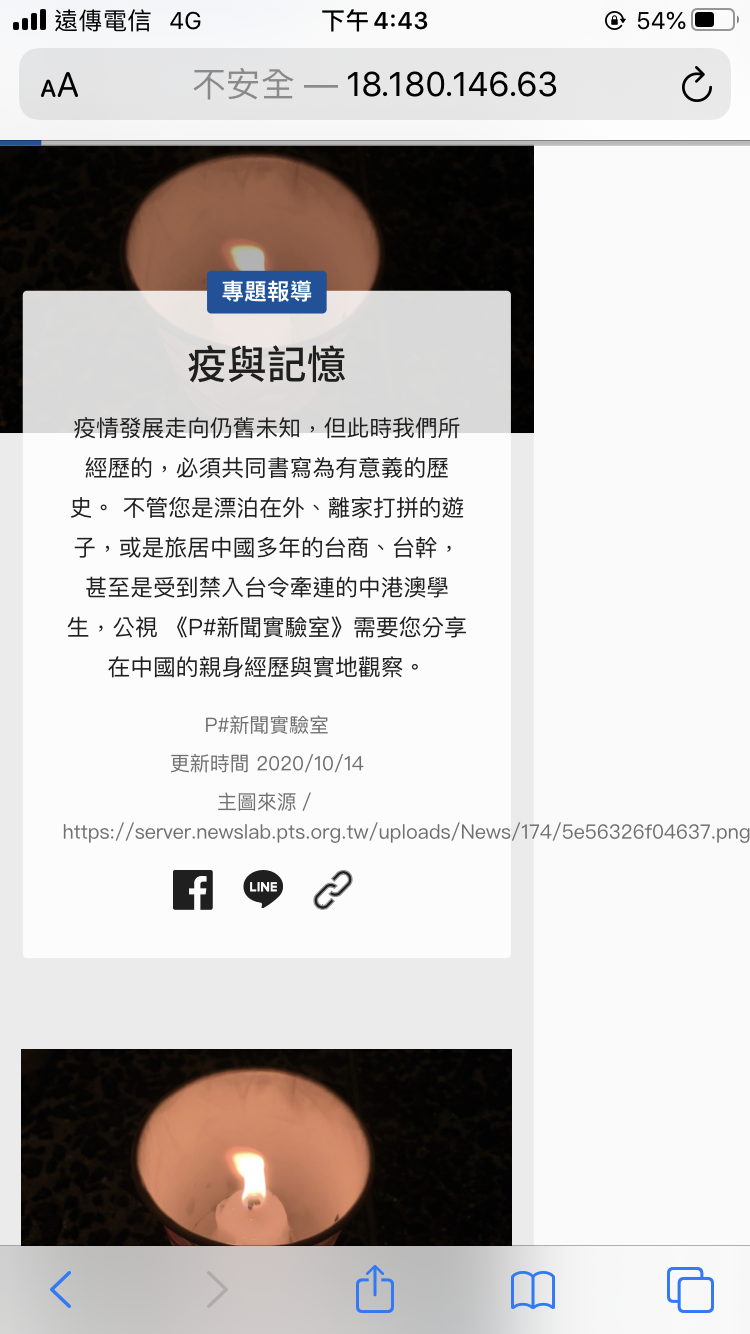 遠傳電信 4G 下午4:43 54%
AA 不安全 — 18.180.146.63
專題報導
疫與記憶
疫情發展走向仍舊未知，但此時我們所
經歷的，必須共同書寫為有意義的歷
史。 不管您是漂泊在外、離家打拼的遊
子，或是旅居中國多年的台商、台幹，
甚至是受到禁入台令牽連的中港澳學
生，公視 《P#新聞實驗室》需要您分享
在中國的親身經歷與實地觀察。
P#新聞實驗室
更新時間 2020/10/14
主圖來源 /
https://server.newslab.pts.org.tw/uploads/News/174/5e56326f04637.png
LINE